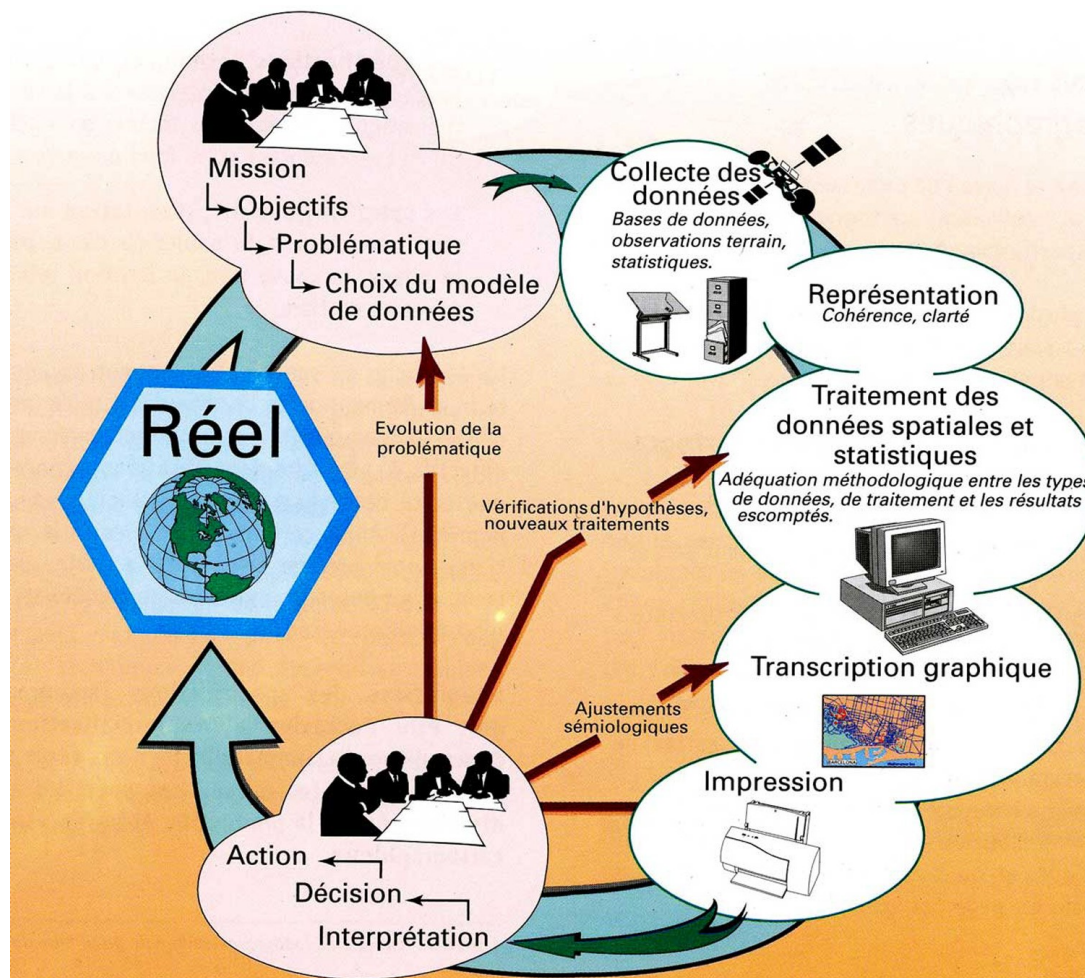 Mission
Objectifs
Problématique
Choix du modèle
de données
Collecte des
données
Bases de données,
observations terrain,
statistiques.
Représentation
Cohérence, clarté
Réel
Evolution de la
problématique
Traitement des
données spatiales et
statistiques
Adéquation méthodologique entre les types
de données, de traitement et les résultats
escomptés.
Vérifications d'hypothèses,
nouveaux traitements
Transcription graphique
BARCELONA
Ajustements
sémiologiques
Impression
Action
Décision
Interprétation